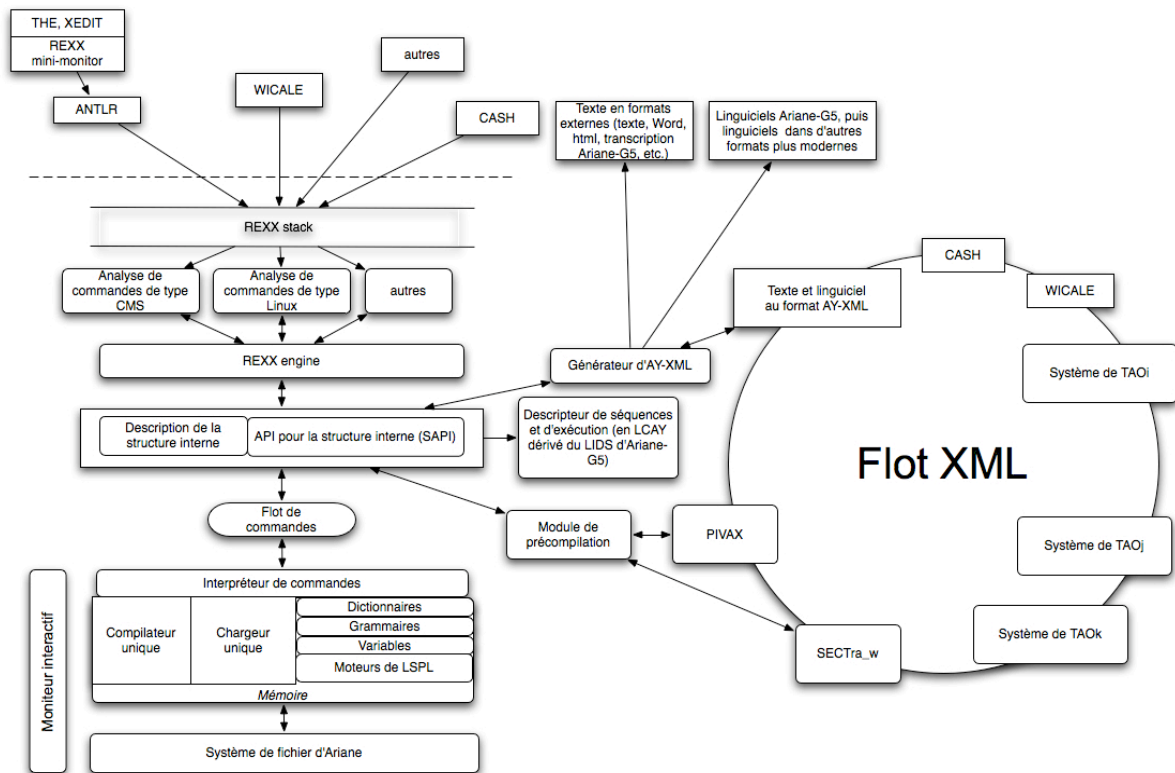 THE, XEDIT
REXX
mini-monitor
ANTLR
WICALE
autres
CASH
Texte en formats
externes (texte, Word,
html, transcription
Ariane-G5, etc.)
Linguiciels Ariane-G5, puis
linguiciels dans d'autres
formats plus modernes
REXX stack
Analyse de
commandes de type
CMS
Analyse de
commandes de type
Linux
autres
REXX engine
Générateur d'AY-XML
Texte et linguiciel
au format AY-XML
CASH
WICALE
Système de TAOi
Description de la
structure interne
API pour la structure interne (SAPI)
Descripteur de séquences
et d'exécution (en LCAY
dérivé du LIDS d'Ariane-
G5)
Flot XML
Flot de
commandes
Module de
précompilation
PIVAX
Système de TAOj
Système de TAOk
SECTra_w
Moniteur interactif
Interpréteur de commandes
Compilateur
unique
Chargeur
unique
Dictionnaires
Grammaires
Variables
Moteurs de LSPL
Mémoire
Système de fichier d'Ariane